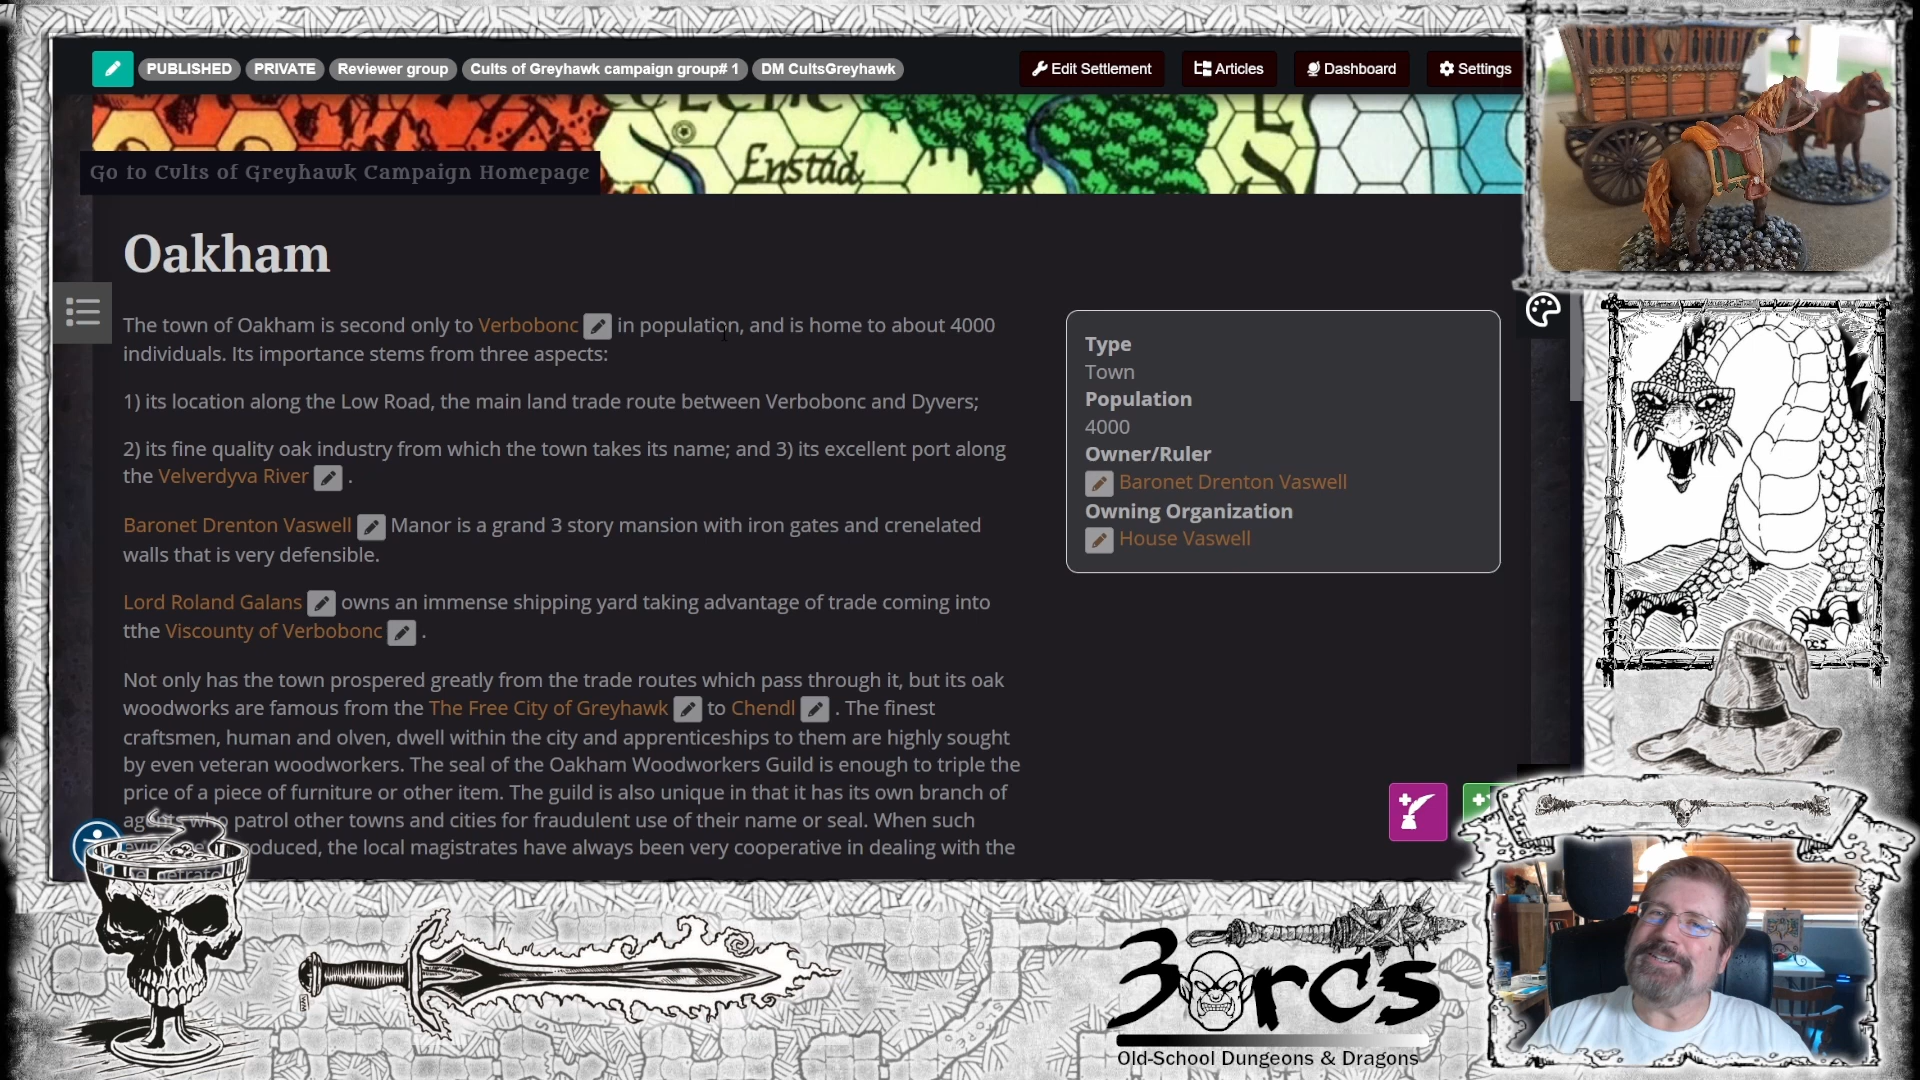 PUBLISHED PRIVATE Reviewer group Cults of Greyhawk campaign group# 1 DM CultsGreyhawk Edit Settlement Articles Dashboard Settings
Enstad
Go to Cults of Greyhawk Campaign Homepage
Oakham
The town of Oakham is second only to Verbobonc in population, and is home to about 4000
individuals. Its importance stems from three aspects:
1) its location along the Low Road, the main land trade route between Verbobonc and Dyvers;
2) its fine quality oak industry from which the town takes its name; and 3) its excellent port along
the Velverdyva River .
Baronet Drenton Vaswell Manor is a grand 3 story mansion with iron gates and crenelated
walls that is very defensible.
Lord Roland Galans owns an immense shipping yard taking advantage of trade coming into
tthe Viscounty of Verbobonc .
Not only has the town prospered greatly from the trade routes which pass through it, but its oak
woodworks are famous from the The Free City of Greyhawk to Chendl . The finest
craftsmen, human and olven, dwell within the city and apprenticeships to them are highly sought
by even veteran woodworkers. The seal of the Oakham Woodworkers Guild is enough to triple the
price of a piece of furniture or other item. The guild is also unique in that it has its own branch of
agents who patrol other towns and cities for fraudulent use of their name or seal. When such
the local magistrates have always been very cooperative in dealing with the
Type
Town
Population
4000
Owner/Ruler
Baronet Drenton Vaswell
Owning Organization
House Vaswell
3 orcs
Old-School Dungeons & Dragons